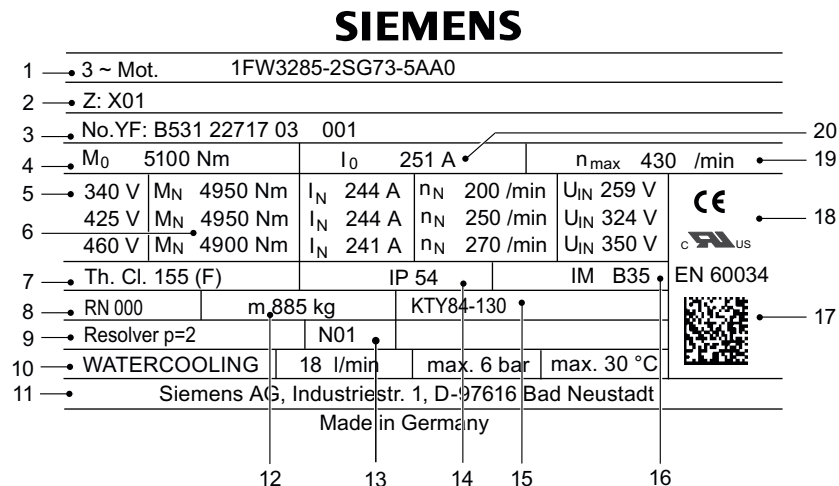 SIEMENS
1 3 ~ Mot. 1FW3285-2SG73-5AA0
2 Z: X01
3 No.YF: B531 22717 03 001 20
4 M0 5100 Nm I0 251 A nmax 430 /min 19
5 340 V MN 4950 Nm IN 244 A nN 200 /min UIN 259 V CE
425 V MN 4950 Nm IN 244 A nN 250 /min UIN 324 V 18
6 460 V MN 4900 Nm IN 241 A nN 270 /min UIN 350 V c RU US
7 Th. Cl. 155 (F) IP 54 IM B35 EN 60034
8 RN 000 m 885 kg KTY84-130 17
9 Resolver p=2 N01
10 WATERCOOLING 18 l/min max. 6 bar max. 30 °C
11 Siemens AG, Industriestr. 1, D-97616 Bad Neustadt
Made in Germany
12 13 14 15 16